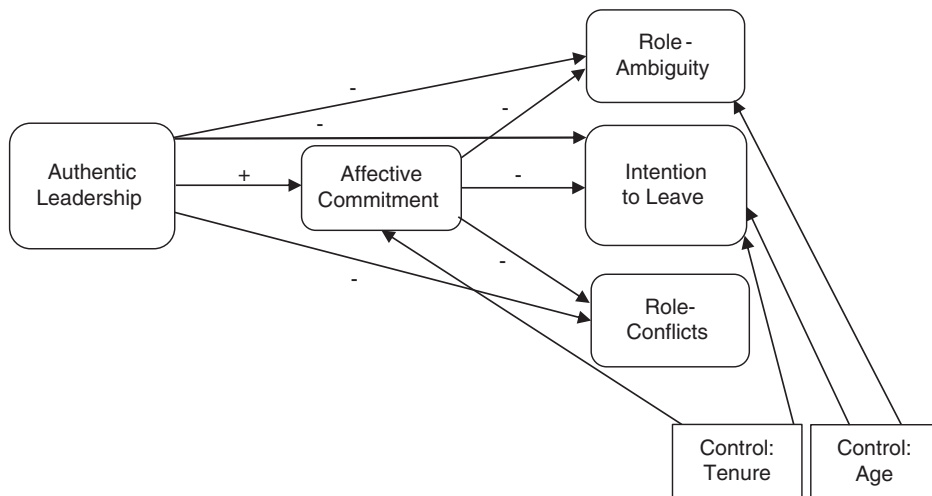 Role-
Ambiguity
-
-
-
Authentic
Leadership
+
Affective
Commitment
-
Intention
to Leave
-
-
Role-
Conflicts
Control:
Tenure
Control:
Age